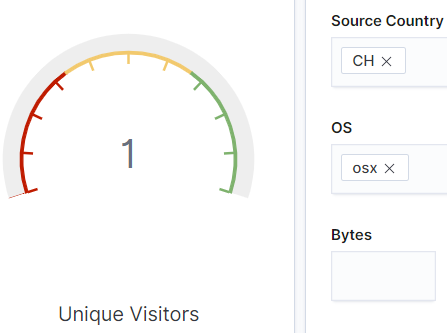 1
Unique Visitors
Source Country
CH ×
OS
osx ×
Bytes